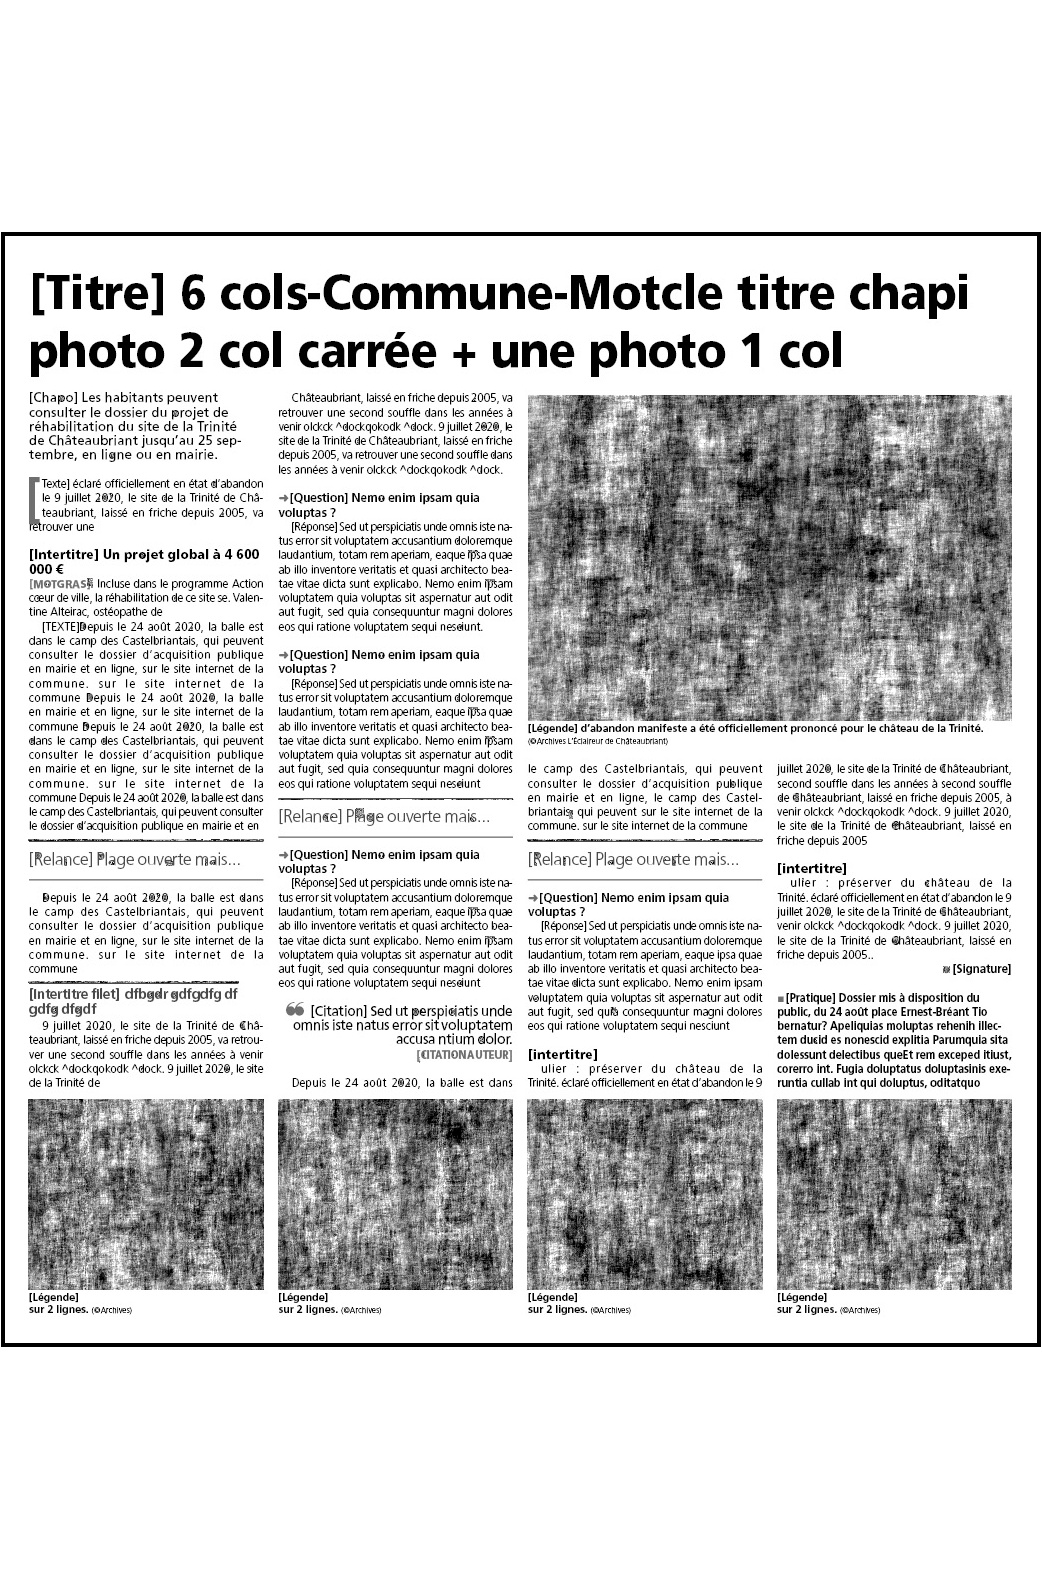 [Titre] 6 cols-Commune-Motcle titre chapi
photo 2 col carrée + une photo 1 col
[Chapo] Les habitants peuvent
consulter le dossier du projet de
réhabilitation du site de la Trinité
de Châteaubriant jusqu'au 25 sep-
tembre, en ligne ou en mairie.
[Texte] éclaré officiellement en état d'abandon
le 9 juillet 2020, le site de la Trinité de Châ-
teaubriant, laissé en friche depuis 2005, va
retrouver une
[Intertitre] Un projet global à 4 600
000 €
[MOTGRAS] Incluse dans le programme Action
cœur de ville, la réhabilitation de ce site se. Valen-
tine Alteirac, ostéopathe de
[TEXTE]Depuis le 24 août 2020, la balle est
dans le camp des Castelbriantais, qui peuvent
consulter le dossier d'acquisition publique
en mairie et en ligne, sur le site internet de la
commune. sur le site internet de la
commune Depuis le 24 août 2020, la balle
en mairie et en ligne, sur le site internet de la
commune Depuis le 24 août 2020, la balle est
dans le camp des Castelbriantais, qui peuvent
consulter le dossier d'acquisition publique
en mairie et en ligne, sur le site internet de la
commune. sur le site internet de la
commune Depuis le 24 août 2020, la balle est dans
le camp des Castelbriantais, qui peuvent consulter
le dossier d'acquisition publique en mairie et en
[Relance] Plage ouverte mais...
Depuis le 24 août 2020, la balle est dans
le camp des Castelbriantais, qui peuvent
consulter le dossier d'acquisition publique
en mairie et en ligne, sur le site internet de la
commune. sur le site internet de la
commune
[Intertitre filet] dfbgdr gdfgdfg df
gdfg dfgdf
9 juillet 2020, le site de la Trinité de Châ-
teaubriant, laissé en friche depuis 2005, va retrou-
ver une second souffle dans les années à venir
olckck ^dockqokodk ^dock. 9 juillet 2020, le site
de la Trinité de
Châteaubriant, laissé en friche depuis 2005, va
retrouver une second souffle dans les années à
venir olckck ^dockqokodk ^dock. 9 juillet 2020, le
site de la Trinité de Châteaubriant, laissé en friche
depuis 2005, va retrouver une second souffle dans
les années à venir olckck ^dockqokodk ^dock.
➜[Question] Nemo enim ipsam quia
voluptas ?
[Réponse] Sed ut perspiciatis unde omnis iste na-
tus error sit voluptatem accusantium doloremque
laudantium, totam rem aperiam, eaque ipsa quae
ab illo inventore veritatis et quasi architecto bea-
tae vitae dicta sunt explicabo. Nemo enim ipsam
voluptatem quia voluptas sit aspernatur aut odit
aut fugit, sed quia consequuntur magni dolores
eos qui ratione voluptatem sequi nesciunt.
➜[Question] Nemo enim ipsam quia
voluptas ?
[Réponse] Sed ut perspiciatis unde omnis iste na-
tus error sit voluptatem accusantium doloremque
laudantium, totam rem aperiam, eaque ipsa quae
ab illo inventore veritatis et quasi architecto bea-
tae vitae dicta sunt explicabo. Nemo enim ipsam
voluptatem quia voluptas sit aspernatur aut odit
aut fugit, sed quia consequuntur magni dolores
eos qui ratione voluptatem sequi nesciunt
[Relance] Plage ouverte mais...
➜[Question] Nemo enim ipsam quia
voluptas ?
[Réponse] Sed ut perspiciatis unde omnis iste na-
tus error sit voluptatem accusantium doloremque
laudantium, totam rem aperiam, eaque ipsa quae
ab illo inventore veritatis et quasi architecto bea-
tae vitae dicta sunt explicabo. Nemo enim ipsam
voluptatem quia voluptas sit aspernatur aut odit
aut fugit, sed quia consequuntur magni dolores
eos qui ratione voluptatem sequi nesciunt
❝ [Citation] Sed ut perspiciatis unde
omnis iste natus error sit voluptatem
accusa ntium dolor.
[CITATIONAUTEUR]
Depuis le 24 août 2020, la balle est dans
[Légende] d'abandon manifeste a été officiellement prononcé pour le château de la Trinité.
(©Archives L'Éclaireur de Châteaubriant)
le camp des Castelbriantais, qui peuvent
consulter le dossier d'acquisition publique
en mairie et en ligne, le camp des Castel-
briantais, qui peuvent sur le site internet de la
commune. sur le site internet de la commune
[Relance] Plage ouverte mais...
➜[Question] Nemo enim ipsam quia
voluptas ?
[Réponse] Sed ut perspiciatis unde omnis iste na-
tus error sit voluptatem accusantium doloremque
laudantium, totam rem aperiam, eaque ipsa quae
ab illo inventore veritatis et quasi architecto bea-
tae vitae dicta sunt explicabo. Nemo enim ipsam
voluptatem quia voluptas sit aspernatur aut odit
aut fugit, sed quia consequuntur magni dolores
eos qui ratione voluptatem sequi nesciunt
[intertitre]
ulier : préserver du château de la
Trinité. éclaré officiellement en état d'abandon le 9
juillet 2020, le site de la Trinité de Châteaubriant,
second souffle dans les années à second souffle
de Châteaubriant, laissé en friche depuis 2005, à
venir olckck ^dockqokodk ^dock. 9 juillet 2020,
le site de la Trinité de Châteaubriant, laissé en
friche depuis 2005
[intertitre]
ulier : préserver du château de la
Trinité. éclaré officiellement en état d'abandon le 9
juillet 2020, le site de la Trinité de Châteaubriant,
venir olckck ^dockqokodk ^dock. 9 juillet 2020,
le site de la Trinité de Châteaubriant, laissé en
friche depuis 2005..
[Signature]
■ [Pratique] Dossier mis à disposition du
public, du 24 août place Ernest-Bréant Tio
bernatur? Apeliquias moluptas rehenih illec-
tem ducid es nonescid explitia Parumquia sita
dolessunt delectibus queEt rem exceped itiust,
corerro int. Fugia doluptatus doluptasinis exe-
runtia cullab int qui doluptus, oditatquo
[Légende]
sur 2 lignes. (©Archives)
[Légende]
sur 2 lignes. (©Archives)
[Légende]
sur 2 lignes. (©Archives)
[Légende]
sur 2 lignes. (©Archives)